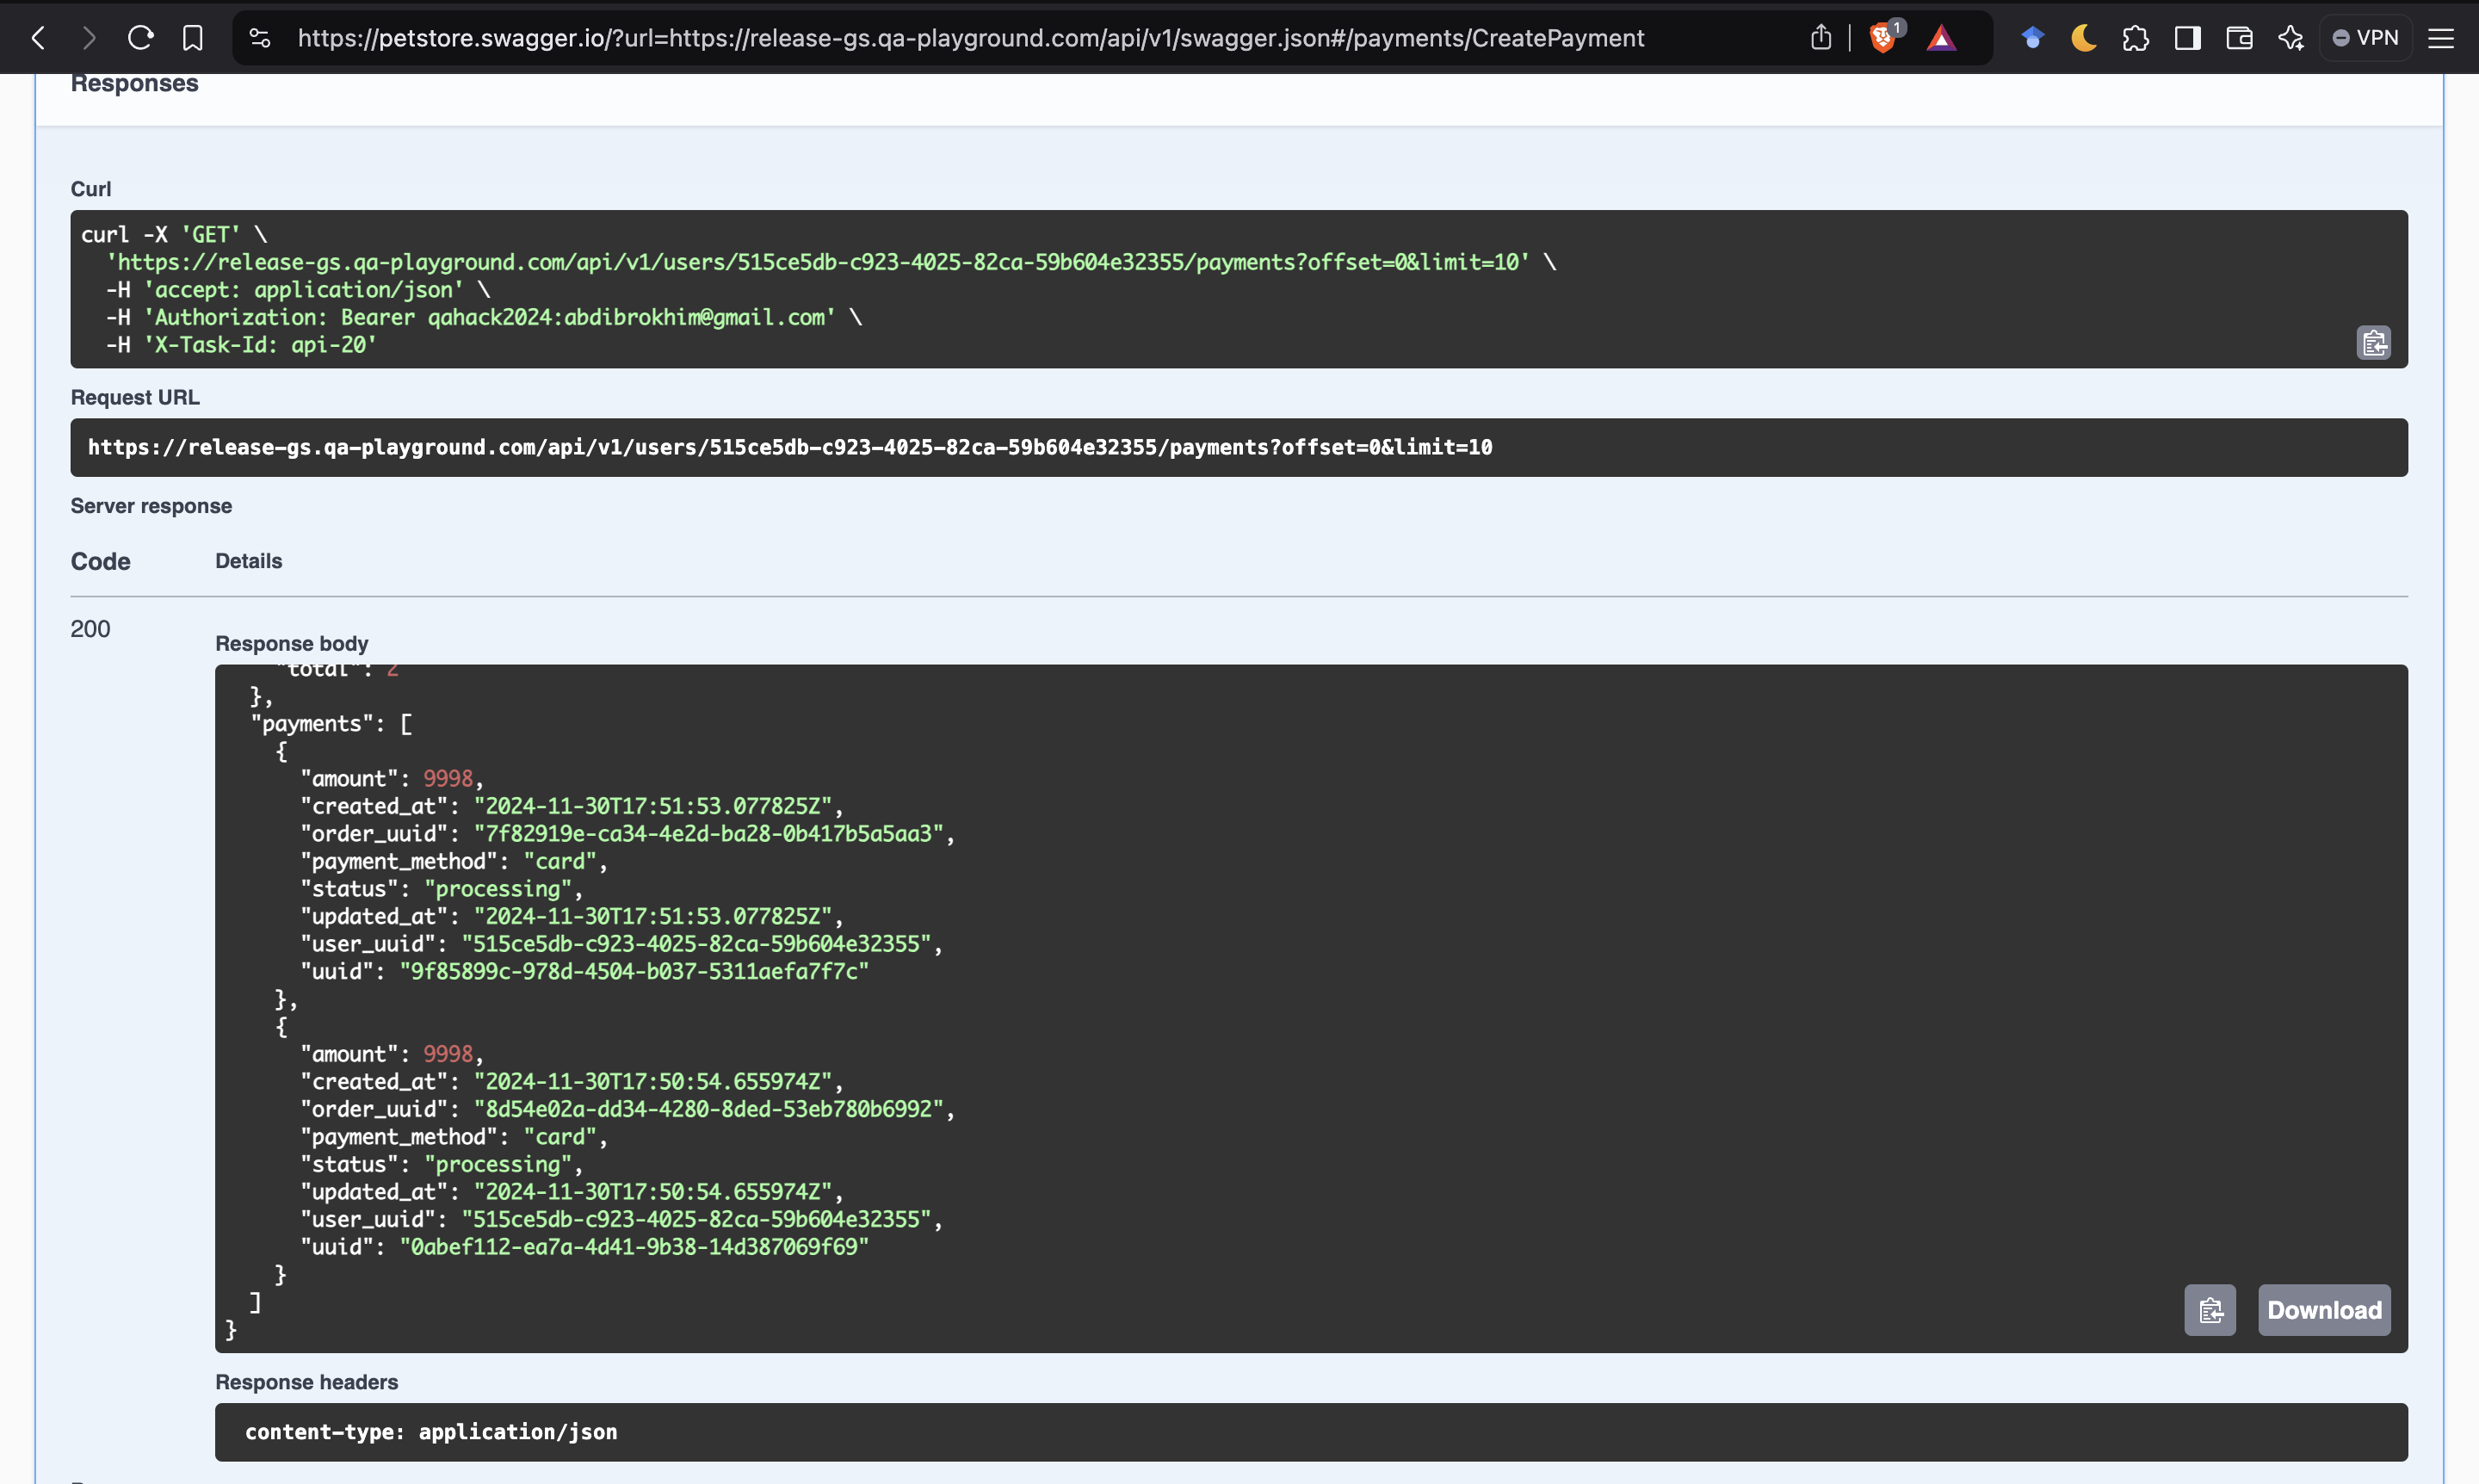 https://petstore.swagger.io/?url=https://release-gs.qa-playground.com/api/v1/swagger.json#/payments/CreatePayment
1
VPN
Responses
Curl
curl -X 'GET' \
  'https://release-gs.qa-playground.com/api/v1/users/515ce5db-c923-4025-82ca-59b604e32355/payments?offset=0&limit=10' \
  -H 'accept: application/json' \
  -H 'Authorization: Bearer qahack2024:abdibrokhim@gmail.com' \
  -H 'X-Task-Id: api-20'
Request URL
https://release-gs.qa-playground.com/api/v1/users/515ce5db-c923-4025-82ca-59b604e32355/payments?offset=0&limit=10
Server response
Code Details
200
Response body
"total": 2
},
"payments": [
{
"amount": 9998,
"created_at": "2024-11-30T17:51:53.077825Z",
"order_uuid": "7f82919e-ca34-4e2d-ba28-0b417b5a5aa3",
"payment_method": "card",
"status": "processing",
"updated_at": "2024-11-30T17:51:53.077825Z",
"user_uuid": "515ce5db-c923-4025-82ca-59b604e32355",
"uuid": "9f85899c-978d-4504-b037-5311aefa7f7c"
},
{
"amount": 9998,
"created_at": "2024-11-30T17:50:54.655974Z",
"order_uuid": "8d54e02a-dd34-4280-8ded-53eb780b6992",
"payment_method": "card",
"status": "processing",
"updated_at": "2024-11-30T17:50:54.655974Z",
"user_uuid": "515ce5db-c923-4025-82ca-59b604e32355",
"uuid": "0abef112-ea7a-4d41-9b38-14d387069f69"
}
]
}
Download
Response headers
content-type: application/json